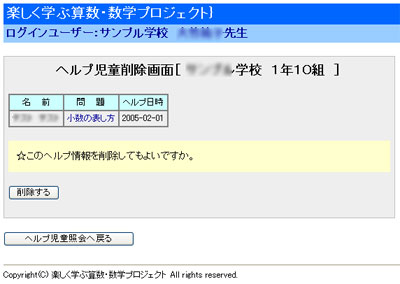 楽しく学ぶ算数・数学プロジェクト]
ログインユーザー：サンプル学校 先生
ヘルプ児童削除画面[ ル学校 1年10組 ]
名 前 問 題 ヘルプ日時
小数の表し方 2005-02-01
☆このヘルプ情報を削除してもよいですか。
削除する
ヘルプ児童照会へ戻る
Copyright(C) 楽しく学ぶ算数・数学プロジェクト All rights reserved.